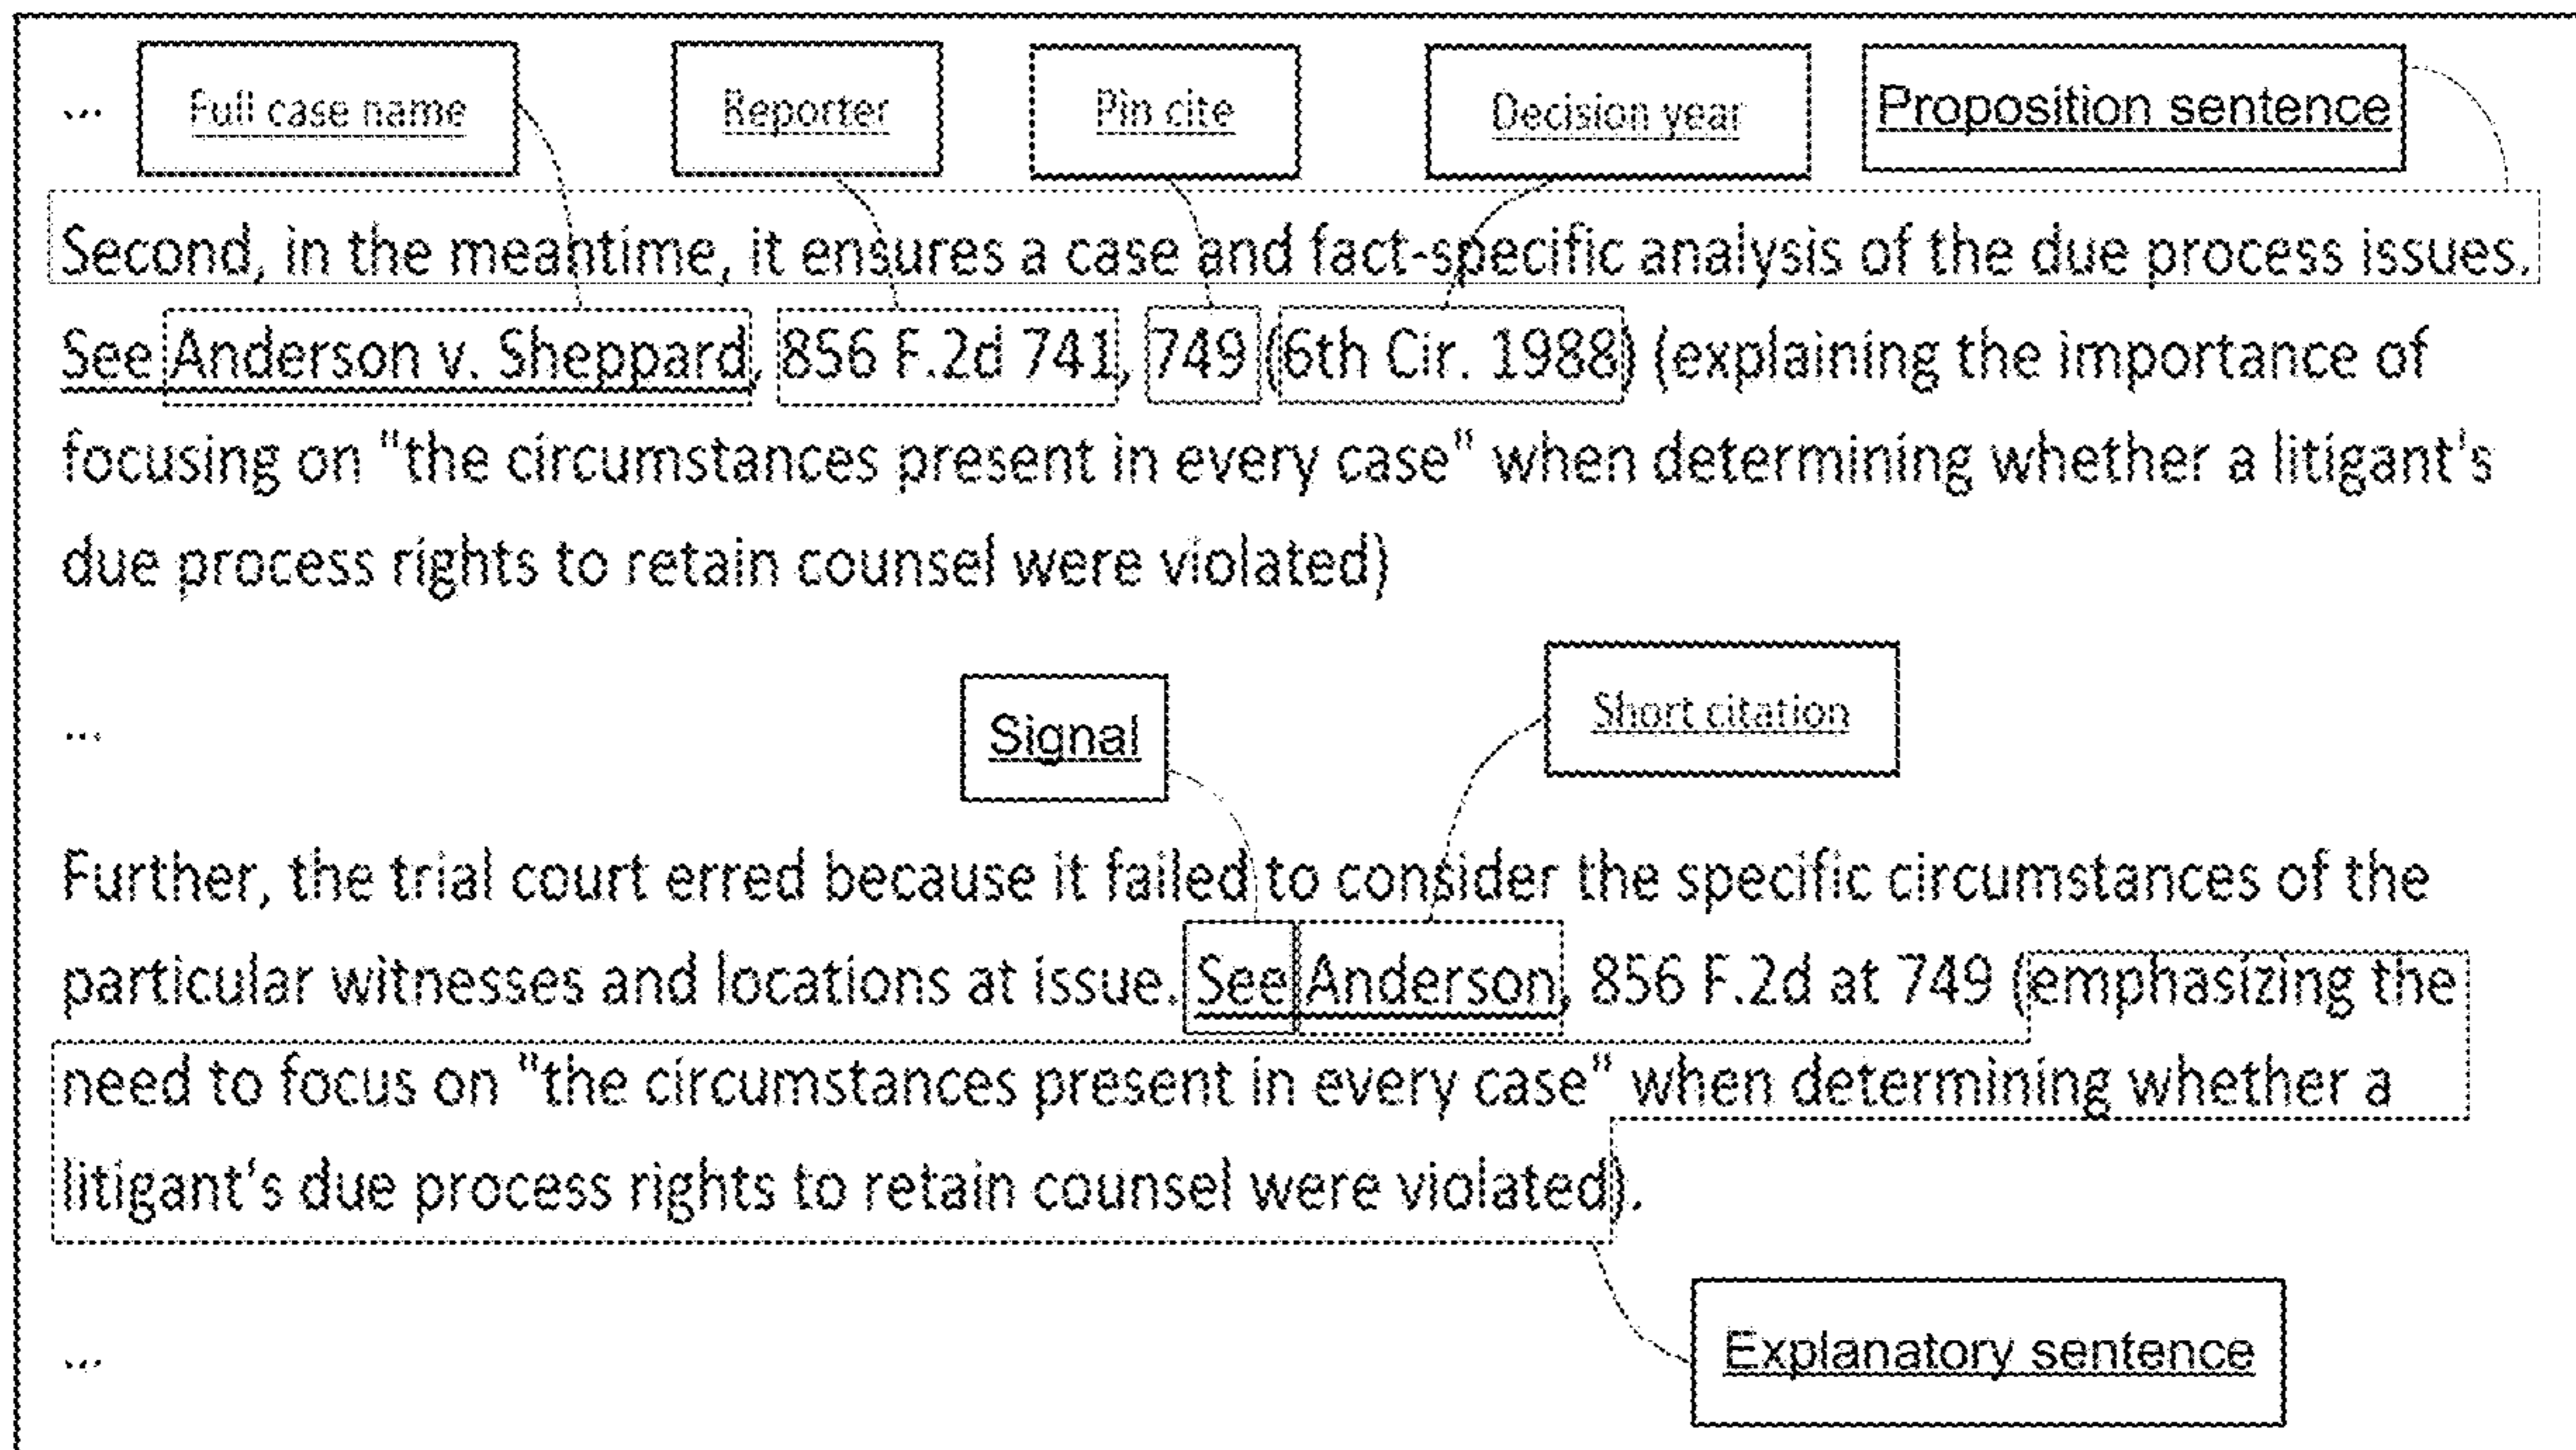 ... Full case name Reporter Pin cite Decision year Proposition sentence
Second, in the meantime, it ensures a case and fact-specific analysis of the due process issues.
See Anderson v. Sheppard, 856 F.2d 741, 749 (6th Cir. 1988) (explaining the importance of
focusing on "the circumstances present in every case" when determining whether a litigant's
due process rights to retain counsel were violated)
Short citation
... Signal
Further, the trial court erred because it failed to consider the specific circumstances of the
particular witnesses and locations at issue. See Anderson, 856 F.2d at 749 (emphasizing the
need to focus on "the circumstances present in every case" when determining whether a
litigant's due process rights to retain counsel were violated).
... Explanatory sentence